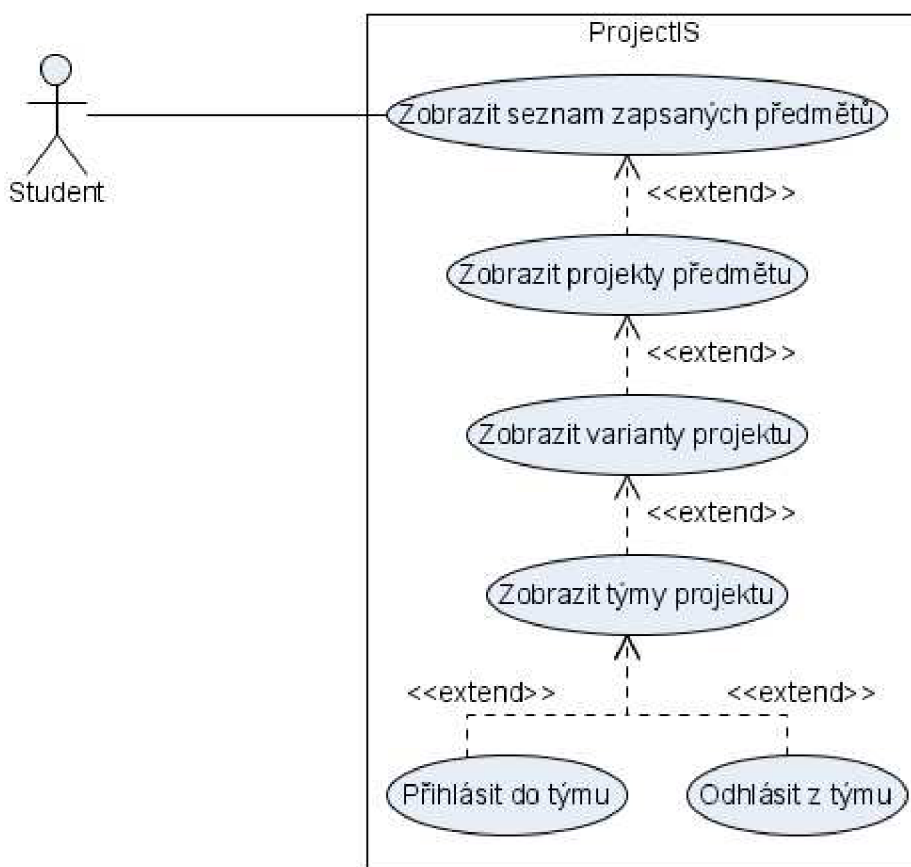 ProjectIS
Zobrazit seznam zapsaných předmětů
Student
<<extend>>
Zobrazit projekty předmětu
<<extend>>
Zobrazit varianty projektu
<<extend>>
Zobrazit týmy projektu
<<extend>> <<extend>>
Přihlásit do týmu Odhlásit z týmu